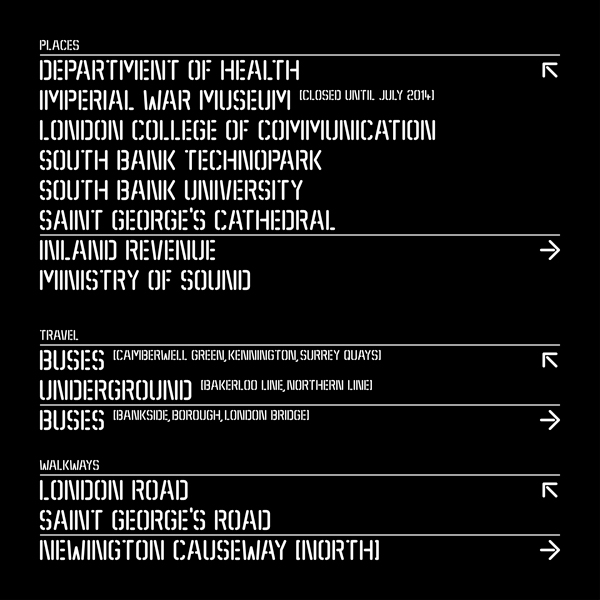 PLACES
DEPARTMENT OF HEALTH
IMPERIAL WAR MUSEUM [CLOSED UNTIL JULY 2014]
LONDON COLLEGE OF COMMUNICATION
SOUTH BANK TECHNOPARK
SOUTH BANK UNIVERSITY
SAINT GEORGE'S CATHEDRAL
INLAND REVENUE
MINISTRY OF SOUND
TRAVEL
BUSES [CAMBERWELL GREEN, KENNINGTON, SURREY QUAYS]
UNDERGROUND [BAKERLOO LINE, NORTHERN LINE]
BUSES [BANKSIDE, BOROUGH, LONDON BRIDGE]
WALKWAYS
LONDON ROAD
SAINT GEORGE'S ROAD
NEWINGTON CAUSEWAY [NORTH]